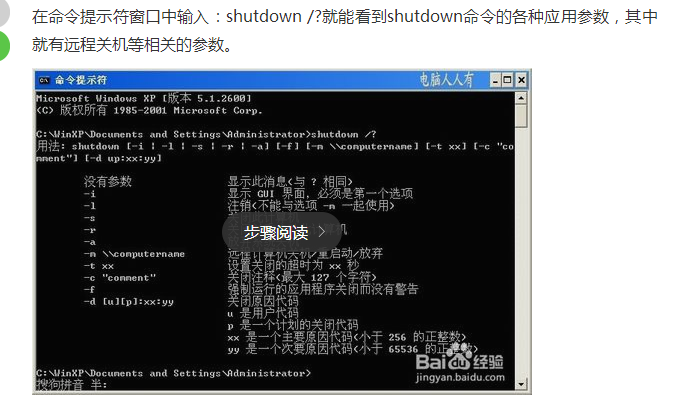 在命令提示符窗口中输入：shutdown /?就能看到shutdown命令的各种应用参数，其中
就有远程关机等相关的参数。
命令提示符
电脑人人有
Microsoft Windows XP [版本 5.1.2600]
(C) 版权所有 1985-2001 Microsoft Corp.
C:\WinXP\Documents and Settings\Administrator>shutdown /?
用法: shutdown [-i | -l | -s | -r | -a] [-f] [-m \\computername] [-t xx] [-c "co
mment"] [-d up:xx:yy]
没有参数 显示此消息(与 ? 相同)
-i 显示 GUI 界面，必须是第一个选项
-l 注销(不能与选项 -m 一起使用)
-s
-r 机
-a
步骤阅读
-m \\computername 远程计算机关机/重启动/放弃
-t xx 设置关闭的超时为 xx 秒
-c "comment" 关闭注释(最大 127 个字符)
-f 强制运行的应用程序关闭而没有警告
-d [u][p]:xx:yy 关闭原因代码
u 是用户代码
p 是一个计划的关闭代码
xx 是一个主要原因代码(小于 256 的正整数)
yy 是一个次要原因代码(小于 65536 的正整数)
C:\WinXP\Documents and Settings\Administrator>
搜狗拼音 半:
Baidu 经验
jingyan.baidu.com